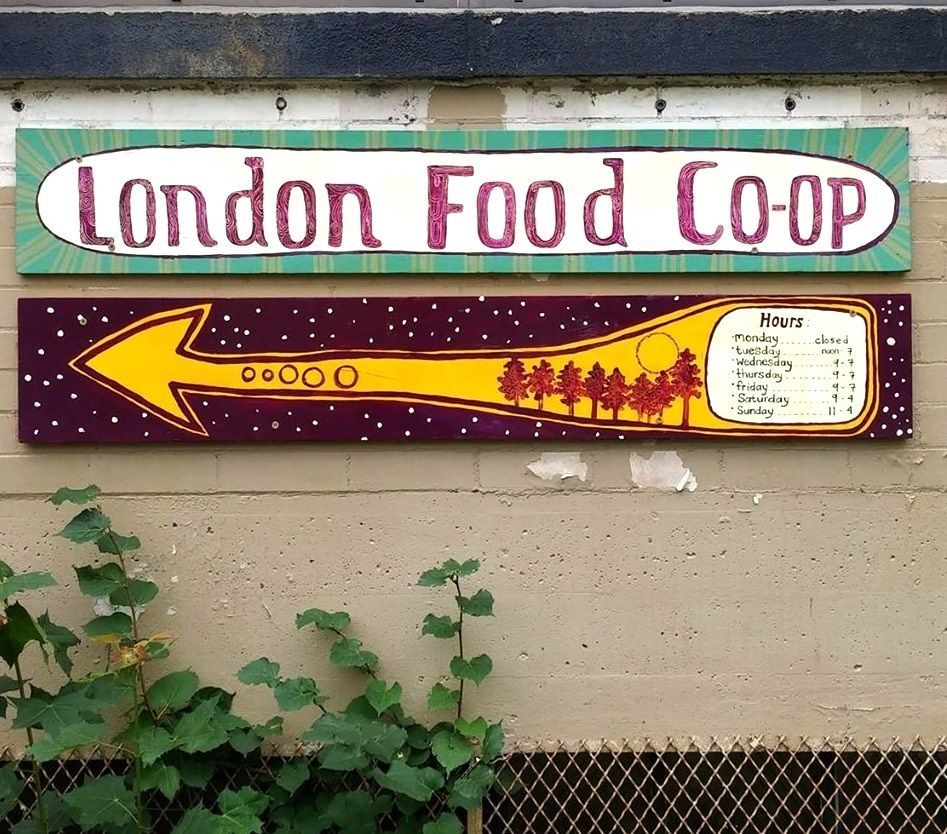 London Food Co-op
Hours:
·monday.........closed
·tuesday..........noon-7
·Wednesday..........9-7
·thursday..........9-7
·friday..........9-7
·Saturday..........9-4
·Sunday..........11-4